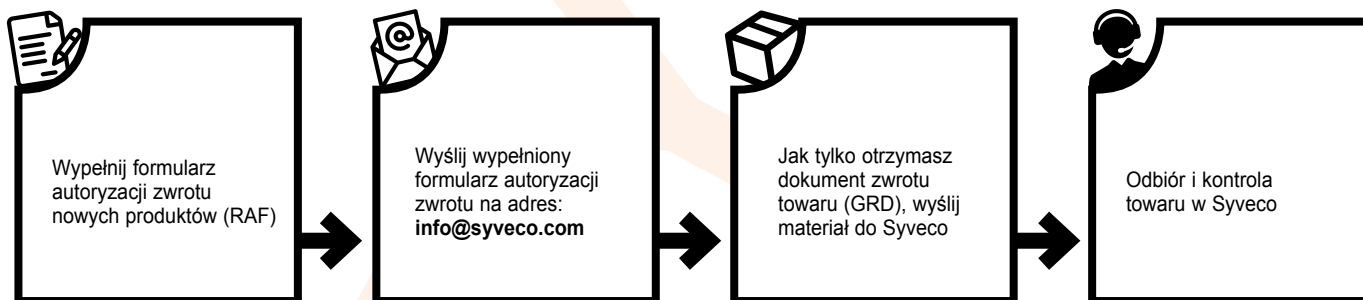 Wypełnij formularz
autoryzacji zwrotu
nowych produktów (RAF)
Wyślij wypełniony
formularz autoryzacji
zwrotu na adres:
info@syveco.com
Jak tylko otrzymasz
dokument zwrotu
towaru (GRD), wyślij
materiał do Syveco
Odbiór i kontrola
towaru w Syveco